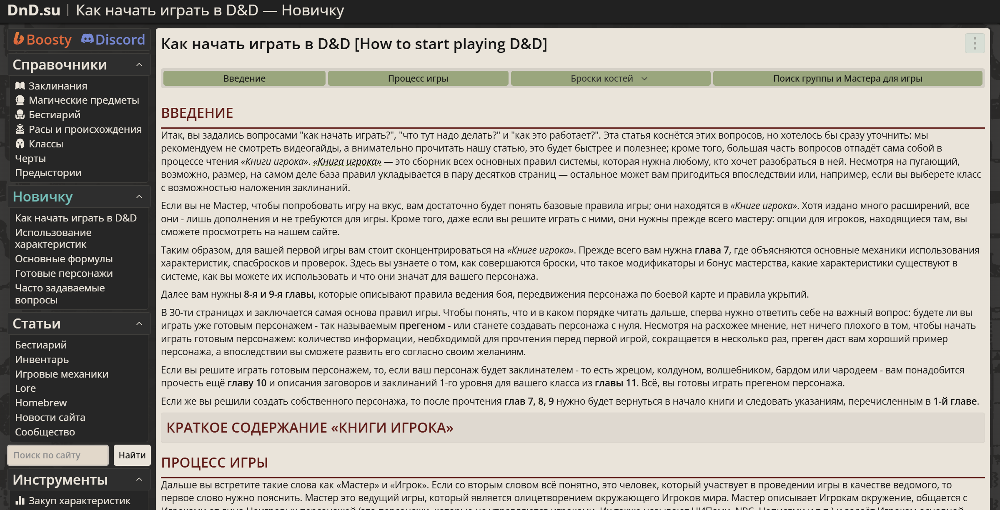 DnD.su | Как начать играть в D&D — Новичку
Boosty Discord
Справочники
Заклинания
Магические предметы
Бестиарий
Расы и происхождения
Классы
Черты
Предыстории
Новичку
Как начать играть в D&D
Использование
характеристик
Основные формулы
Готовые персонажи
Часто задаваемые
вопросы
Статьи
Бестиарий
Инвентарь
Игровые механики
Lore
Homebrew
Новости сайта
Сообщество
Поиск по сайту Найти
Инструменты
Закуп характеристик
Как начать играть в D&D [How to start playing D&D]
Введение Процесс игры Броски костей Поиск группы и Мастера для игры
ВВЕДЕНИЕ
Итак, вы задались вопросами "как начать играть?", "что тут надо делать?" и "как это работает?". Эта статья коснётся этих вопросов, но хотелось бы сразу уточнить: мы
рекомендуем не смотреть видеогайды, а внимательно прочитать нашу статью, это будет быстрее и полезнее; кроме того, большая часть вопросов отпадёт сама собой в
процессе чтения «Книги игрока». «Книга игрока» — это сборник всех основных правил системы, которая нужна любому, кто хочет разобраться в ней. Несмотря на пугающий,
возможно, размер, на самом деле база правил укладывается в пару десятков страниц — остальное может вам пригодиться впоследствии или, например, если вы выберете класс
с возможностью наложения заклинаний.
Если вы не Мастер, чтобы попробовать игру на вкус, вам достаточно будет понять базовые правила игры; они находятся в «Книге игрока». Хотя издано много расширений, все
они - лишь дополнения и не требуются для игры. Кроме того, даже если вы решите играть с ними, они нужны прежде всего мастеру: опции для игроков, находящиеся там, вы
сможете просмотреть на нашем сайте.
Таким образом, для вашей первой игры вам стоит сконцентрироваться на «Книге игрока». Прежде всего вам нужна глава 7, где объясняются основные механики использования
характеристик, спасбросков и проверок. Здесь вы узнаете о том, как совершаются броски, что такое модификаторы и бонус мастерства, какие характеристики существуют в
системе, как вы можете их использовать и что они значат для вашего персонажа.
Далее вам нужны 8-я и 9-я главы, которые описывают правила ведения боя, передвижения персонажа по боевой карте и правила укрытий.
В 30-ти страницах и заключается самая основа правил игры. Чтобы понять, что и в каком порядке читать дальше, сперва нужно ответить себе на важный вопрос: будете ли вы
играть уже готовым персонажем - так называемым прегеном - или станете создавать персонажа с нуля. Несмотря на расхожее мнение, нет ничего плохого в том, чтобы начать
играть готовым персонажем: количество информации, необходимой для прочтения перед первой игрой, сокращается в несколько раз, преген даст вам хороший пример
персонажа, а впоследствии вы сможете развить его согласно своим желаниям.
Если вы решите играть готовым персонажем, то, если ваш персонаж будет заклинателем - то есть жрецом, колдуном, волшебником, бардом или чародеем - вам понадобится
прочесть ещё главу 10 и описания заговоров и заклинаний 1-го уровня для вашего класса из главы 11. Всё, вы готовы играть прегеном персонажа.
Если же вы решили создать собственного персонажа, то после прочтения глав 7, 8, 9 нужно будет вернуться в начало книги и следовать указаниям, перечисленным в 1-й главе.
КРАТКОЕ СОДЕРЖАНИЕ «КНИГИ ИГРОКА»
ПРОЦЕСС ИГРЫ
Дальше вы встретите такие слова как «Мастер» и «Игрок». Если со вторым словом всё понятно, это человек, который участвует в проведении игры в качестве ведомого, то
первое слово нужно пояснить. Мастер это ведущий игры, который является олицетворением окружающего Игроков мира. Мастер описывает Игрокам окружение, общается с